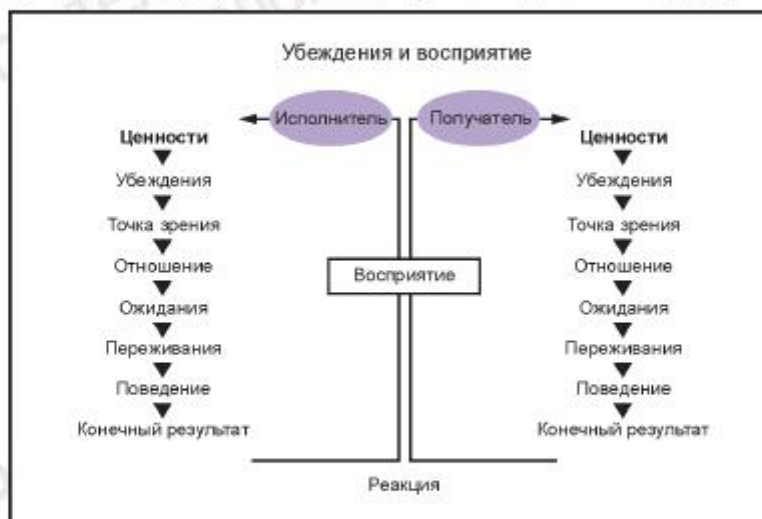 Убеждения и восприятие
Исполнитель
Получатель
Ценности
Убеждения
Точка зрения
Отношение
Ожидания
Переживания
Поведение
Конечный результат
Восприятие
Ценности
Убеждения
Точка зрения
Отношение
Ожидания
Переживания
Поведение
Конечный результат
Реакция